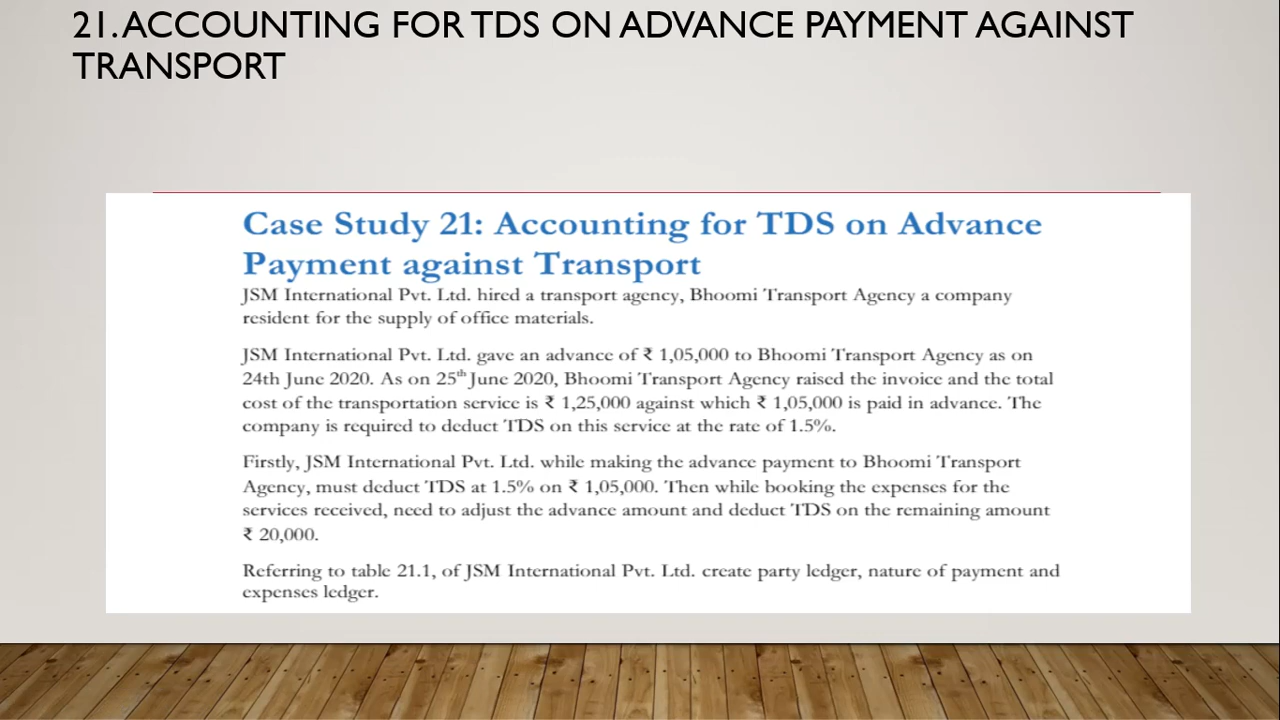 21. ACCOUNTING FOR TDS ON ADVANCE PAYMENT AGAINST
TRANSPORT
Case Study 21: Accounting for TDS on Advance
Payment against Transport
JSM International Pvt. Ltd. hired a transport agency, Bhoomi Transport Agency a company
resident for the supply of office materials.
JSM International Pvt. Ltd. gave an advance of ₹ 1,05,000 to Bhoomi Transport Agency as on
24th June 2020. As on 25th June 2020, Bhoomi Transport Agency raised the invoice and the total
cost of the transportation service is ₹ 1,25,000 against which ₹ 1,05,000 is paid in advance. The
company is required to deduct TDS on this service at the rate of 1.5%.
Firstly, JSM International Pvt. Ltd. while making the advance payment to Bhoomi Transport
Agency, must deduct TDS at 1.5% on ₹ 1,05,000. Then while booking the expenses for the
services received, need to adjust the advance amount and deduct TDS on the remaining amount
₹ 20,000.
Referring to table 21.1, of JSM International Pvt. Ltd. create party ledger, nature of payment and
expenses ledger.